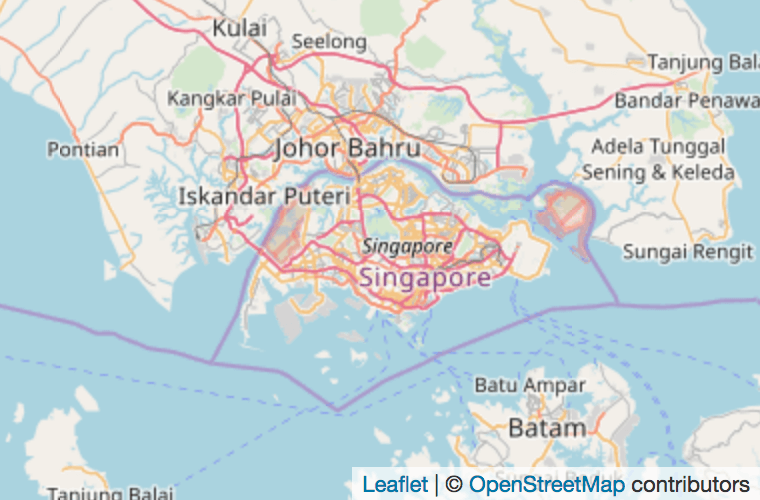 Kulai
Seelong
Tanjung Bala
Kangkar Pulai
Bandar Penawa
Pontian
Johor Bahru
Adela Tunggal
Sening & Keleda
Iskandar Puteri
Singapore
Sungai Rengit
Singapore
Batu Ampar
Batam
Tanjung Balai
Leaflet | © OpenStreetMap contributors